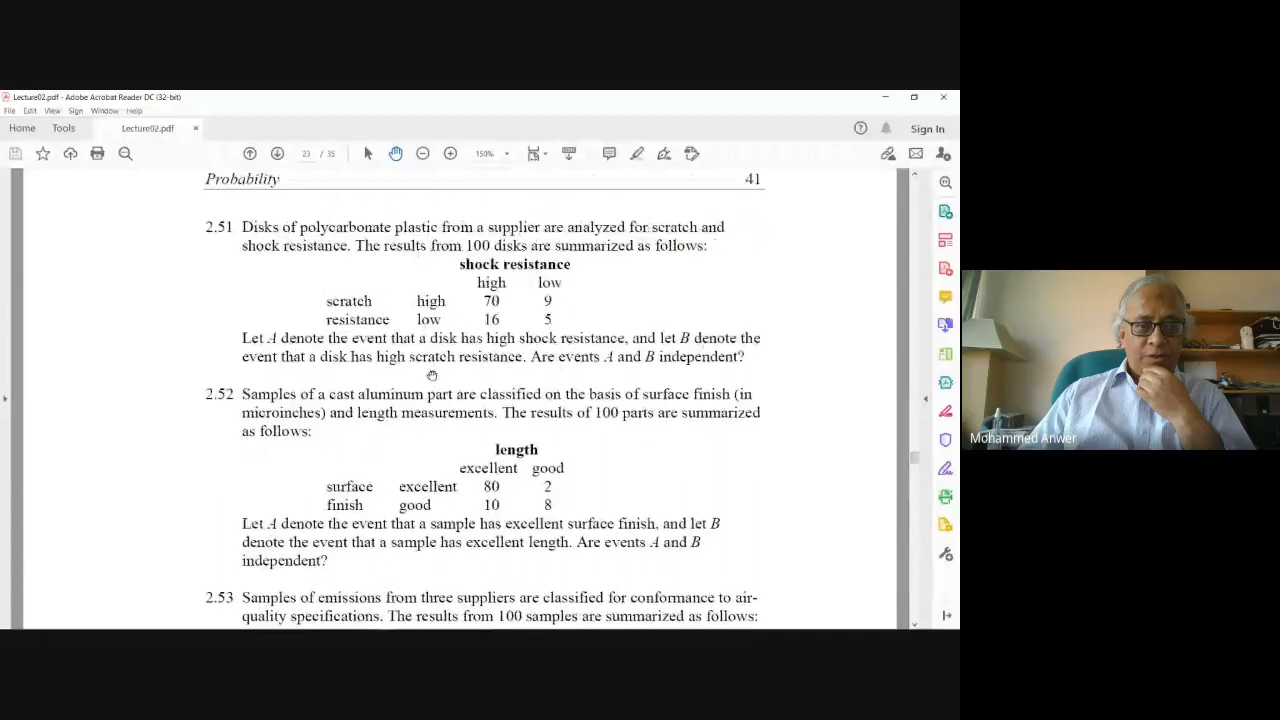 Lecture02.pdf - Adobe Acrobat Reader DC (32-bit)
File Edit View Sign Window Help
Home Tools Lecture02.pdf × Sign In
23 / 35 150%
Probability 41
2.51 Disks of polycarbonate plastic from a supplier are analyzed for scratch and
shock resistance. The results from 100 disks are summarized as follows:
shock resistance
high low
scratch high 70 9
resistance low 16 5
Let A denote the event that a disk has high shock resistance, and let B denote the
event that a disk has high scratch resistance. Are events A and B independent?
2.52 Samples of a cast aluminum part are classified on the basis of surface finish (in
microinches) and length measurements. The results of 100 parts are summarized
as follows:
length
excellent good
surface excellent 80 2
finish good 10 8
Let A denote the event that a sample has excellent surface finish, and let B
denote the event that a sample has excellent length. Are events A and B
independent?
2.53 Samples of emissions from three suppliers are classified for conformance to air-
quality specifications. The results from 100 samples are summarized as follows:
Mohammed Anwer